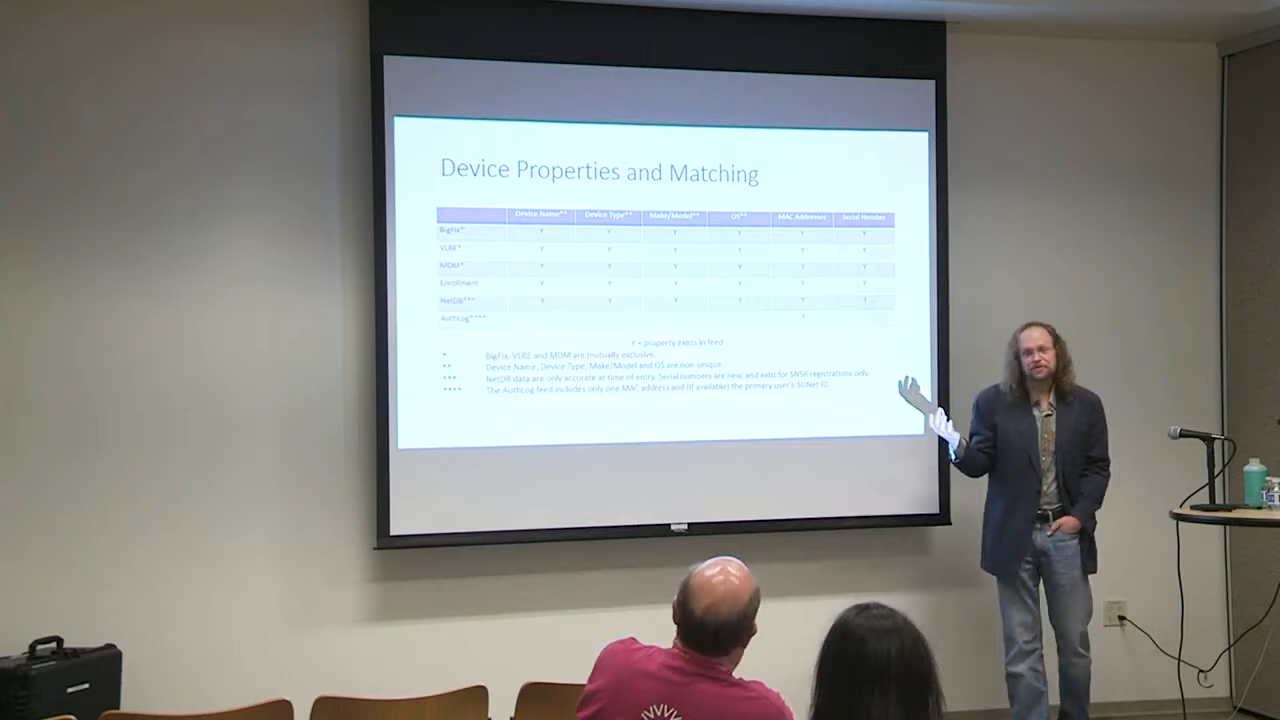 Device Properties and Matching
Device Name** Device Type** Make/Model** OS** MAC Addresses Serial Number
BigFix* Y Y Y Y Y Y
VLRE* Y Y Y Y Y Y
MDM* Y Y Y Y Y Y
Enrollment Y Y Y Y Y Y
NetDB*** Y Y Y Y Y Y
AuthLog**** Y
Y = property exists in feed
* BigFix, VLRE and MDM are mutually exclusive.
** Device Name, Device Type, Make/Model and OS are non-unique.
*** NetDB data are only accurate at time of entry. Serial numbers are new, and exist for SNSR registrations only.
**** The AuthLog feed includes only one MAC address and (if available) the primary user's SUNet ID.